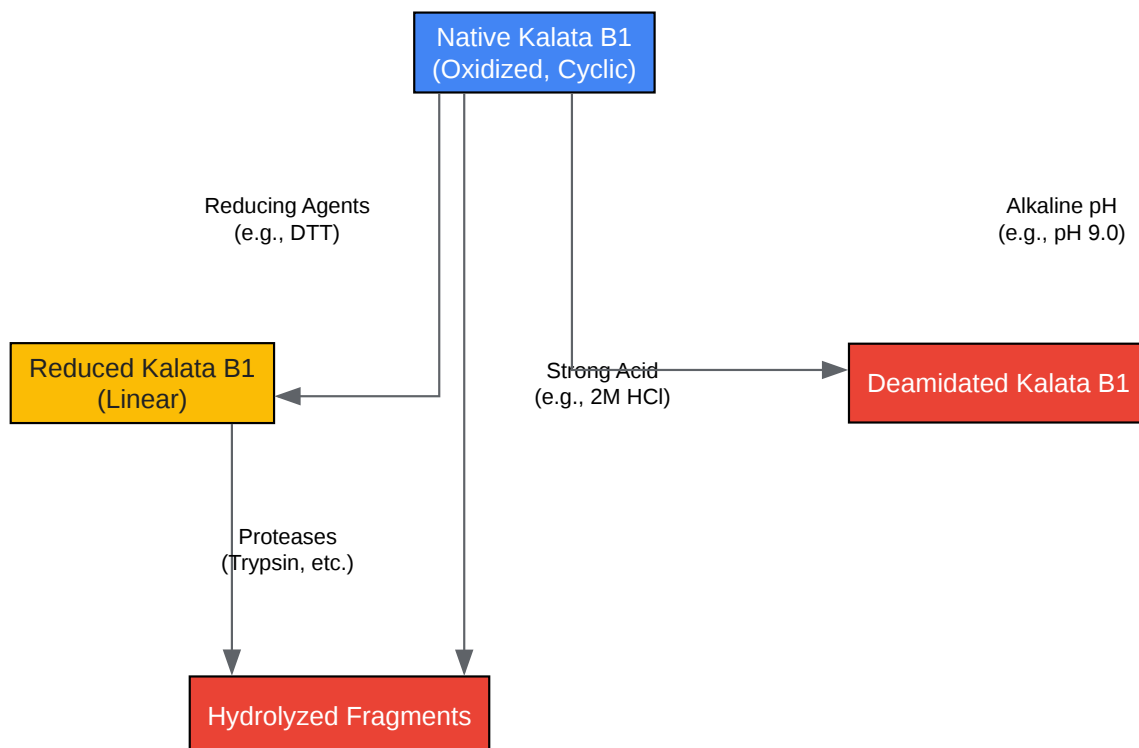 Native Kalata B1
(Oxidized, Cyclic)
Reducing Agents
(e.g., DTT)
Alkaline pH
(e.g., pH 9.0)
Reduced Kalata B1
(Linear)
Strong Acid
(e.g., 2M HCl)
Deamidated Kalata B1
Proteases
(Trypsin, etc.)
Hydrolyzed Fragments